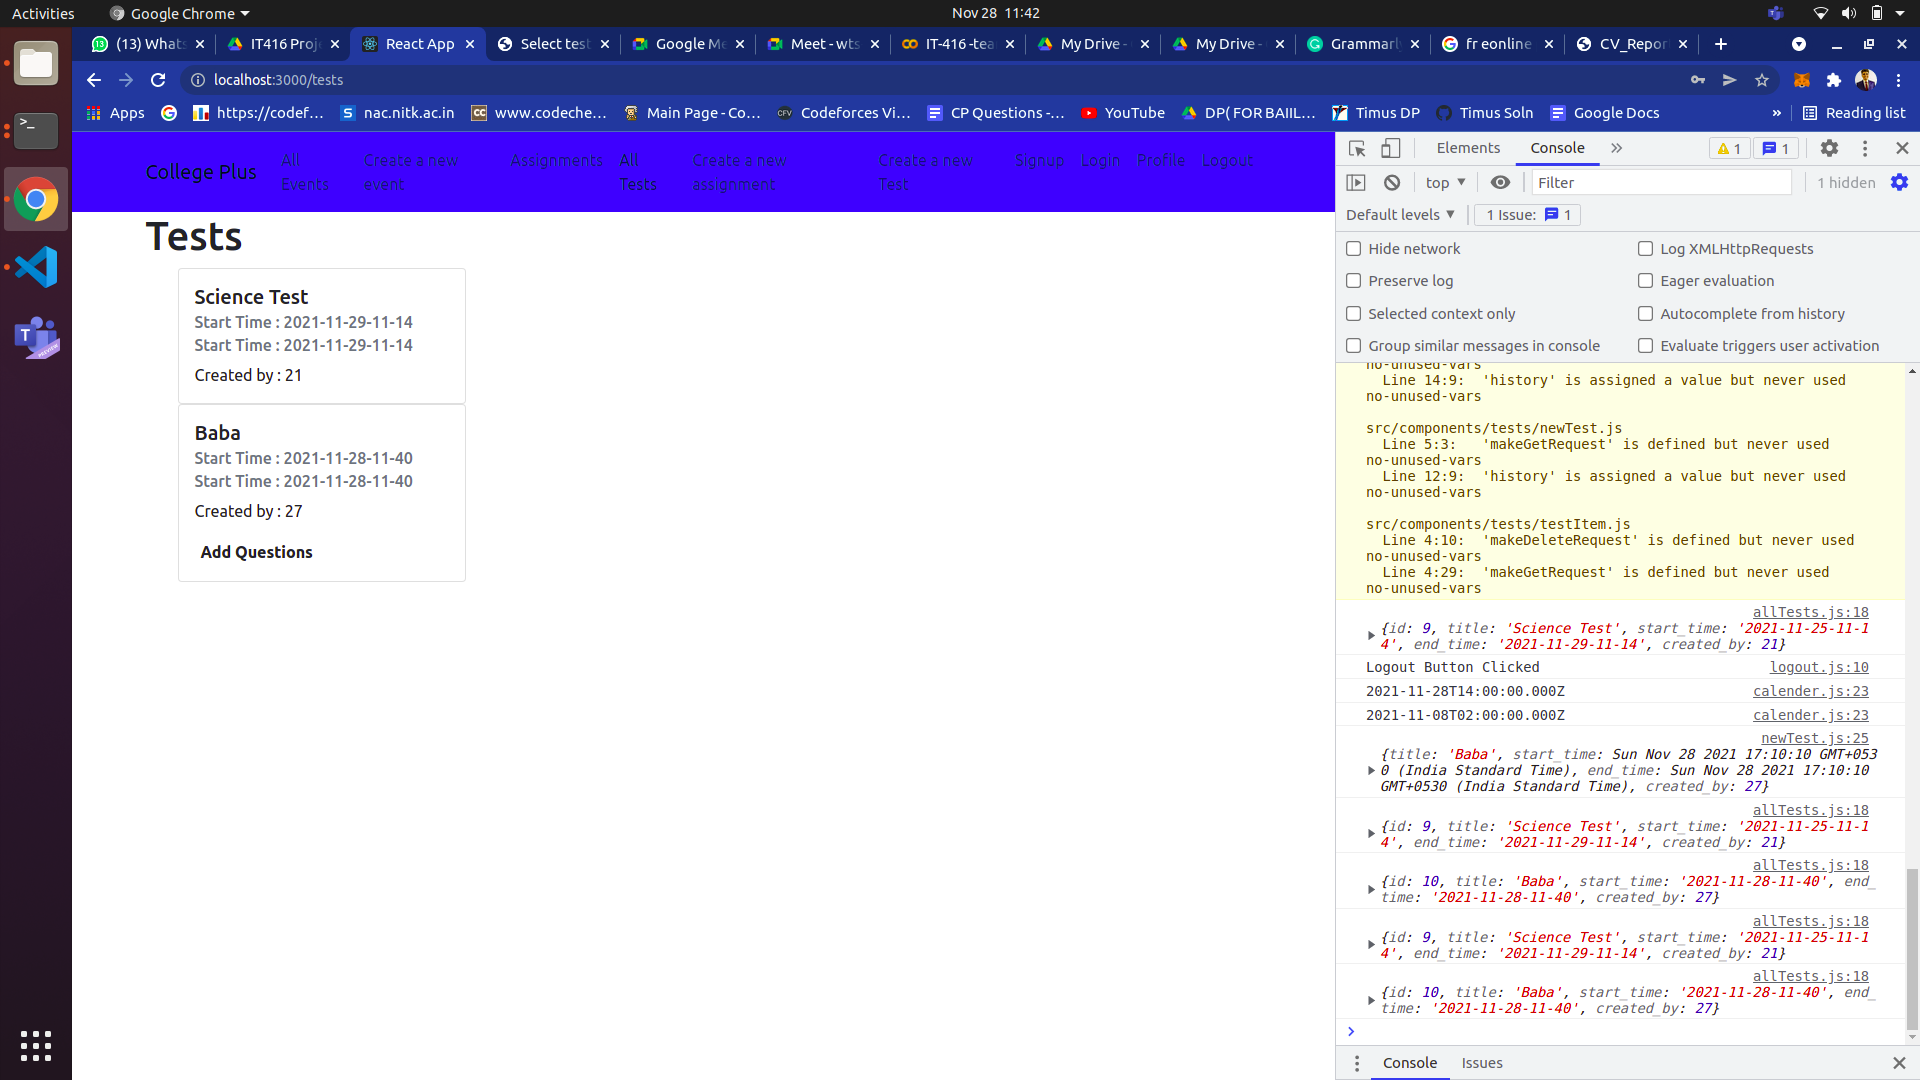 Activities
Google Chrome
Nov 28 11:42
(13) Whats
IT416 Proj
React App
Select test
Google Me
Meet - wts
IT-416 -tea
My Drive -
My Drive -
Grammarl
fr eonline
CV_Repor
localhost:3000/tests
Apps
https://codef...
nac.nitk.ac.in
www.codeche...
Main Page - Co...
Codeforces Vi...
CP Questions -...
YouTube
DP( FOR BAIIL...
Timus DP
Timus Soln
Google Docs
»
Reading list
College Plus
All Events
Create a new event
Assignments
All Tests
Create a new assignment
Create a new Test
Signup
Login
Profile
Logout
Tests
Science Test
Start Time : 2021-11-29-11-14
Start Time : 2021-11-29-11-14
Created by : 21
Baba
Start Time : 2021-11-28-11-40
Start Time : 2021-11-28-11-40
Created by : 27
Add Questions
Elements
Console
»
1
1
top
Filter
1 hidden
Default levels
1 Issue: 1
Hide network
Log XMLHttpRequests
Preserve log
Eager evaluation
Selected context only
Autocomplete from history
Group similar messages in console
Evaluate triggers user activation
no-unused-vars
Line 14:9: 'history' is assigned a value but never used
no-unused-vars
src/components/tests/newTest.js
Line 5:3: 'makeGetRequest' is defined but never used
no-unused-vars
Line 12:9: 'history' is assigned a value but never used
no-unused-vars
src/components/tests/testItem.js
Line 4:10: 'makeDeleteRequest' is defined but never used
no-unused-vars
Line 4:29: 'makeGetRequest' is defined but never used
no-unused-vars
allTests.js:18
{id: 9, title: 'Science Test', start_time: '2021-11-25-11-1
4', end_time: '2021-11-29-11-14', created_by: 21}
Logout Button Clicked
logout.js:10
2021-11-28T14:00:00.000Z
calender.js:23
2021-11-08T02:00:00.000Z
calender.js:23
newTest.js:25
{title: 'Baba', start_time: Sun Nov 28 2021 17:10:10 GMT+053
0 (India Standard Time), end_time: Sun Nov 28 2021 17:10:10
GMT+0530 (India Standard Time), created_by: 27}
allTests.js:18
{id: 9, title: 'Science Test', start_time: '2021-11-25-11-1
4', end_time: '2021-11-29-11-14', created_by: 21}
allTests.js:18
{id: 10, title: 'Baba', start_time: '2021-11-28-11-40', end_
time: '2021-11-28-11-40', created_by: 27}
allTests.js:18
{id: 9, title: 'Science Test', start_time: '2021-11-25-11-1
4', end_time: '2021-11-29-11-14', created_by: 21}
allTests.js:18
{id: 10, title: 'Baba', start_time: '2021-11-28-11-40', end_
time: '2021-11-28-11-40', created_by: 27}
Console
Issues